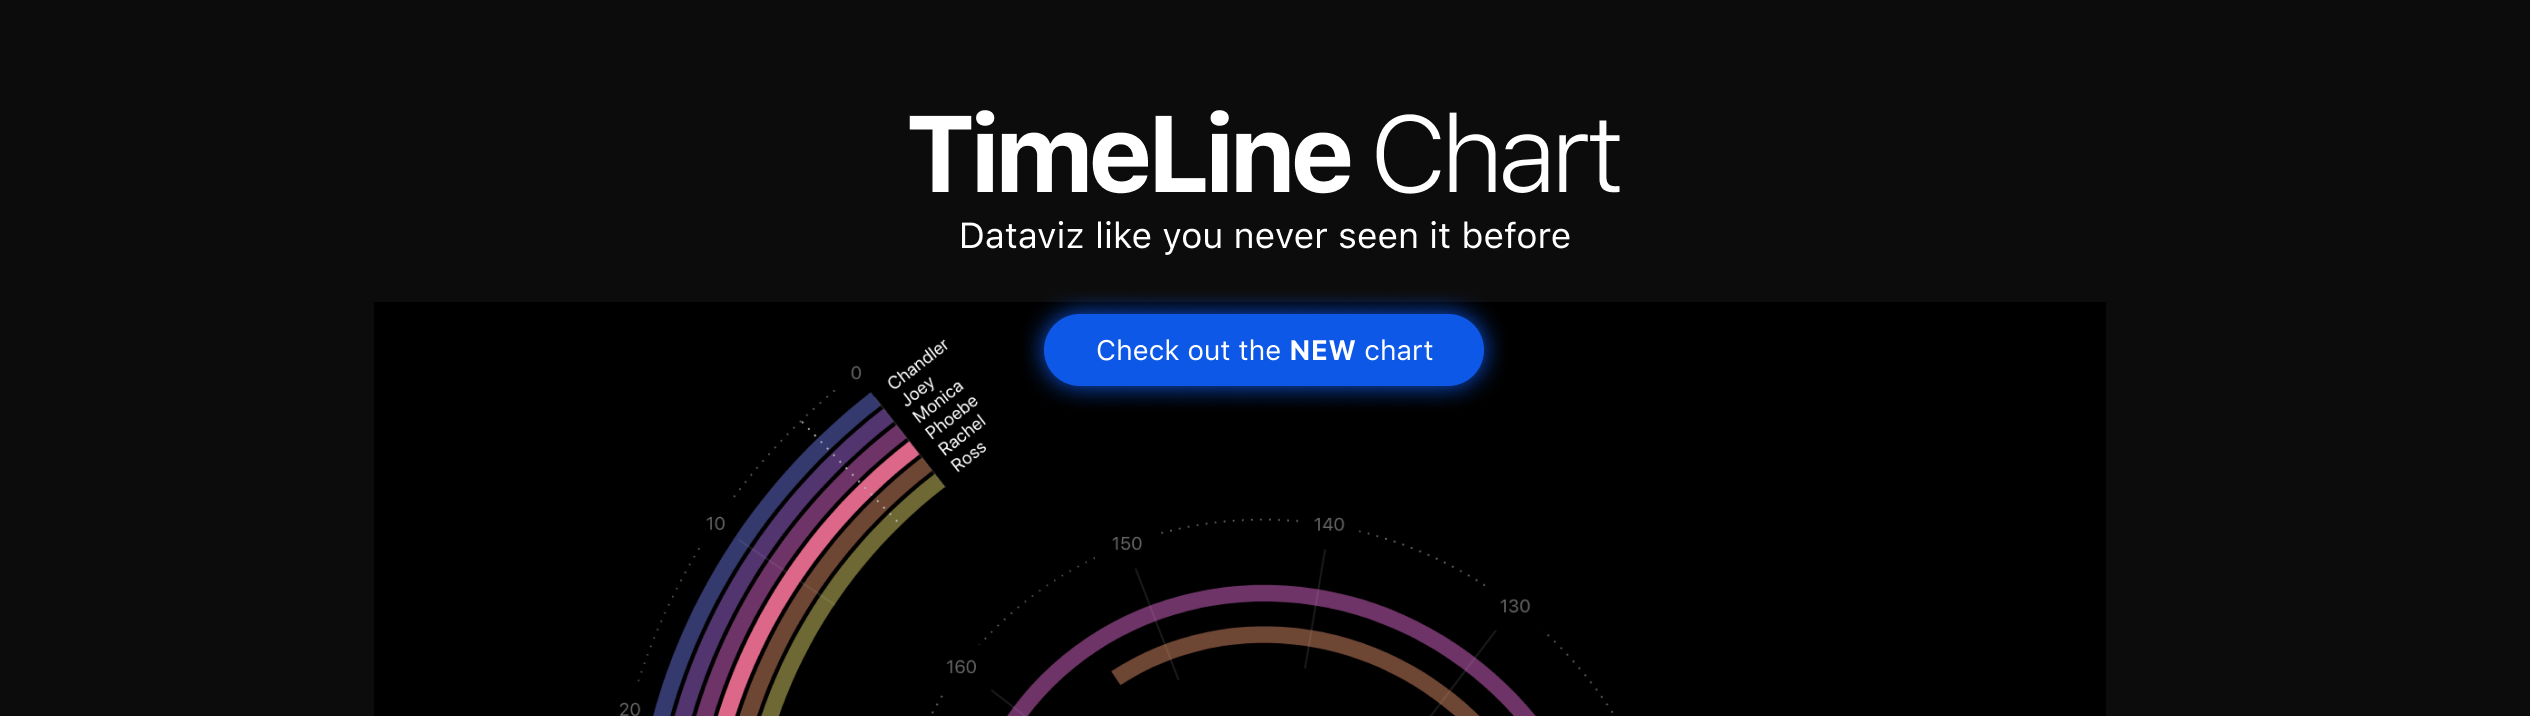 TimeLine Chart
Dataviz like you never seen it before
Check out the NEW chart
0
Chandler
Joey
Monica
Phoebe
Rachel
Ross
10
150
140
130
160
20